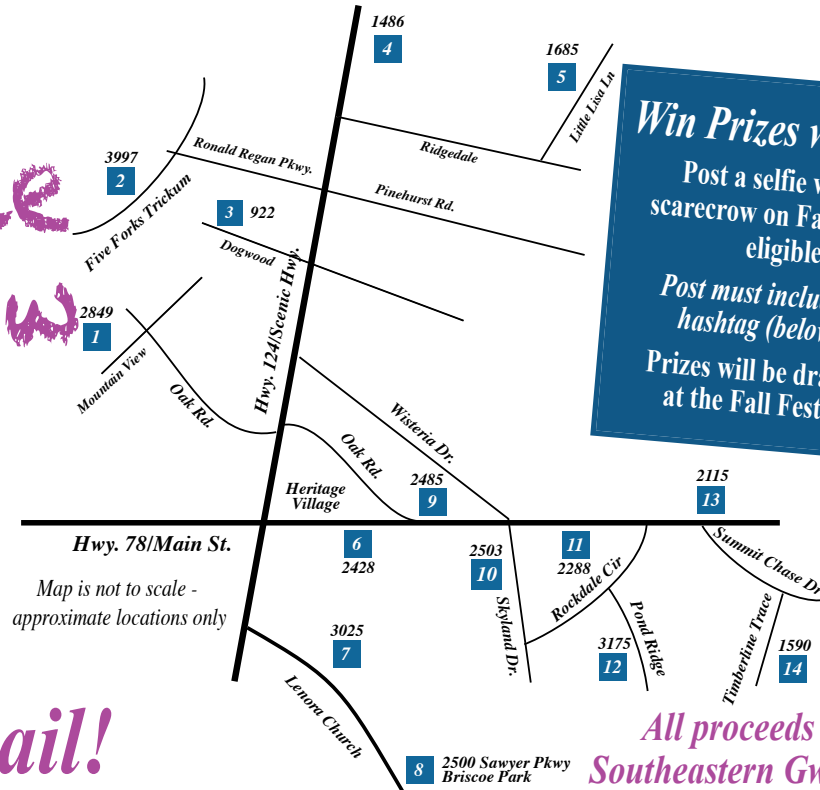 1486
4
1685
5
Little Lisa Ln
Ridgedale
3997
2
Ronald Regan Pkwy.
Pinehurst Rd.
Five Forks Trickum
3 922
Dogwood
Hwy. 124/Scenic Hwy.
e
w
2849
1
Mountain View
Oak Rd.
Oak Rd.
Wisteria Dr.
Heritage
Village
2485
9
2115
13
Hwy. 78/Main St.
6
2428
2503
10
11
2288
Rockdale Cir
Summit Chase Dr
Skyland Dr.
Pond Ridge
3175
12
Timberline Trace
1590
14
Map is not to scale -
approximate locations only
3025
7
Lenora Church
8 2500 Sawyer Pkwy
Briscoe Park
Win Prizes w
Post a selfie w
scarecrow on Fa
eligible
Post must inclu
hashtag (below
Prizes will be dra
at the Fall Fest
ail!
All proceeds
Southeastern Gw